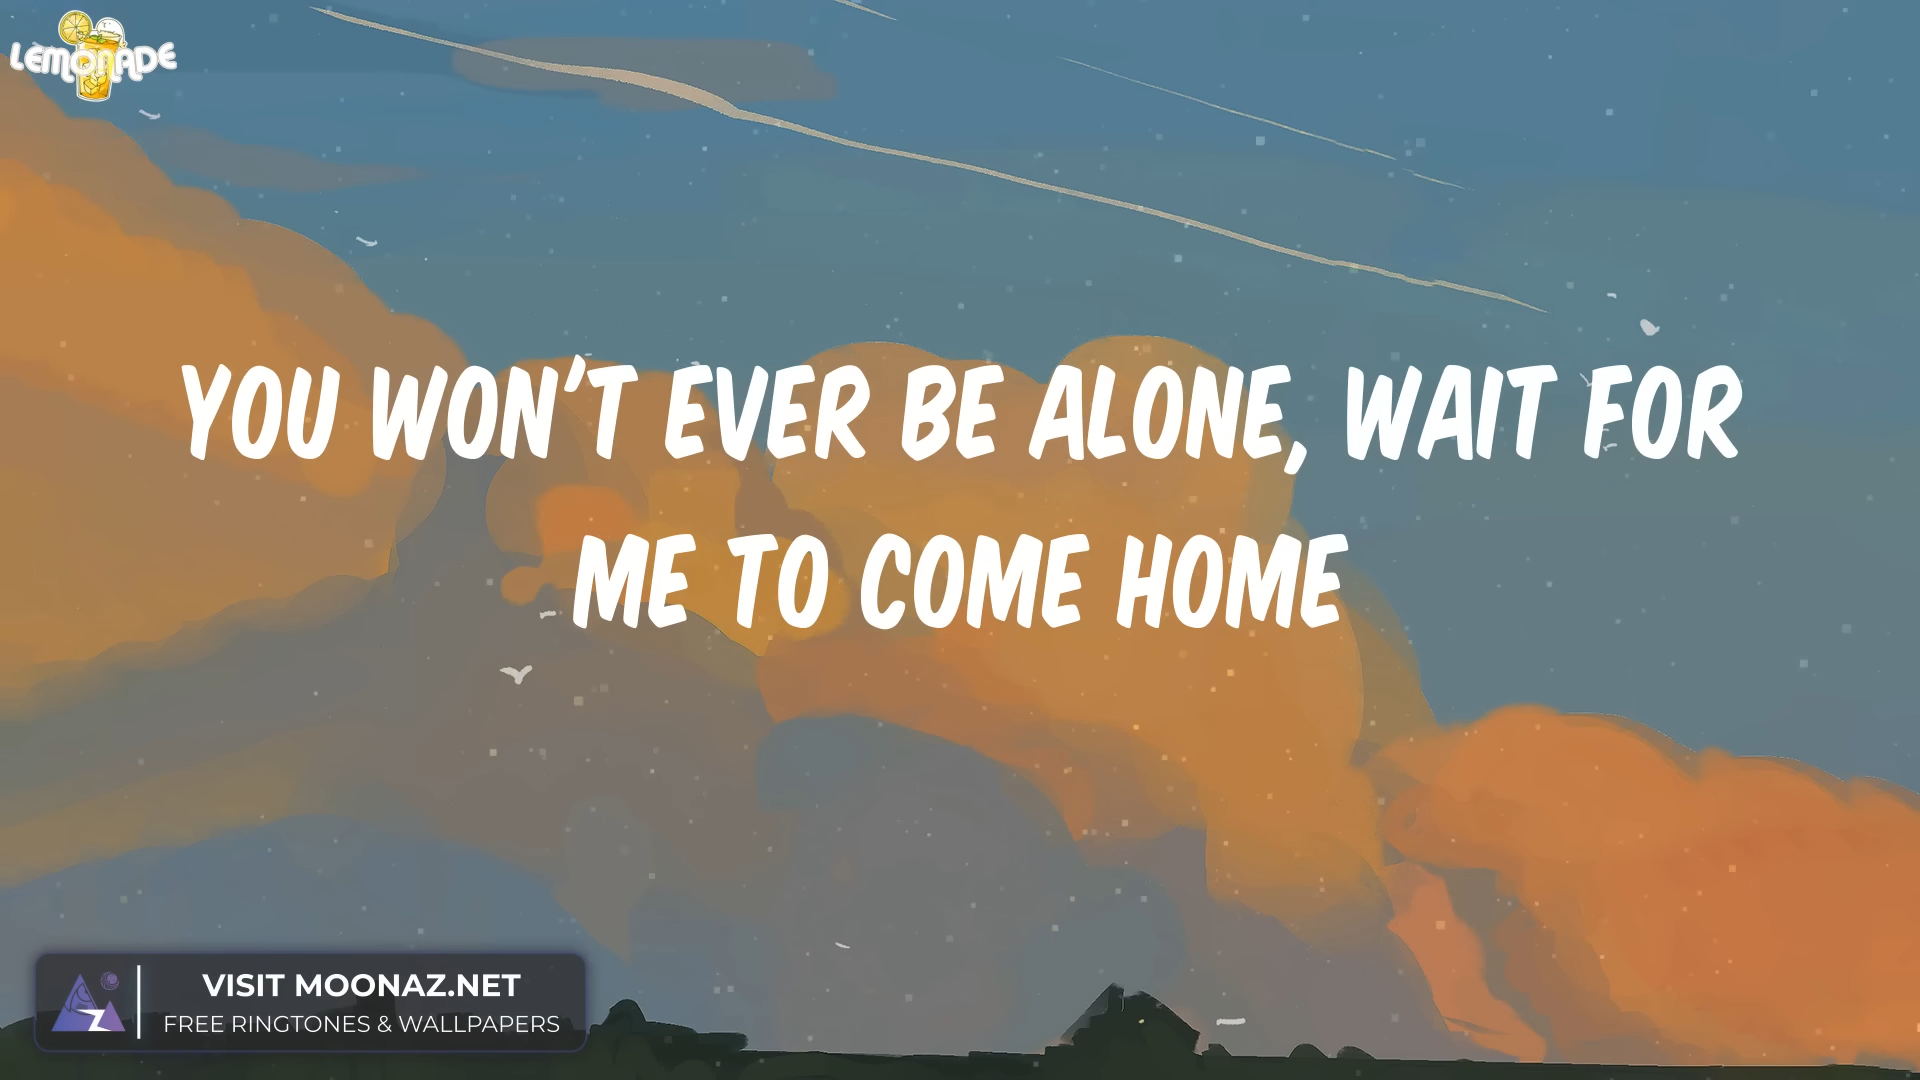 LEMONADE
YOU WON'T EVER BE ALONE, WAIT FOR
ME TO COME HOME
VISIT MOONAZ.NET
FREE RINGTONES & WALLPAPERS